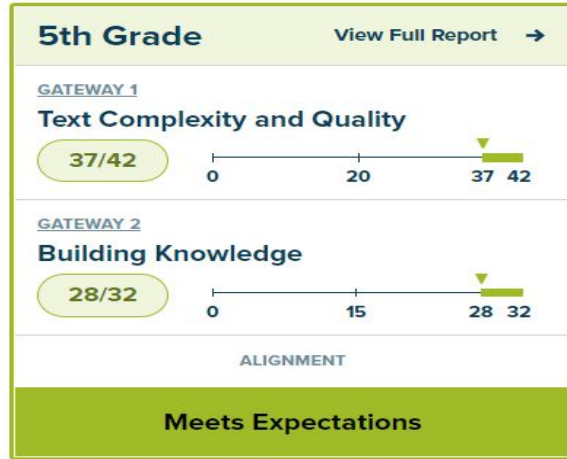 5th Grade View Full Report →
GATEWAY 1
Text Complexity and Quality
37/42
0 20 37 42
GATEWAY 2
Building Knowledge
28/32
0 15 28 32
ALIGNMENT
Meets Expectations